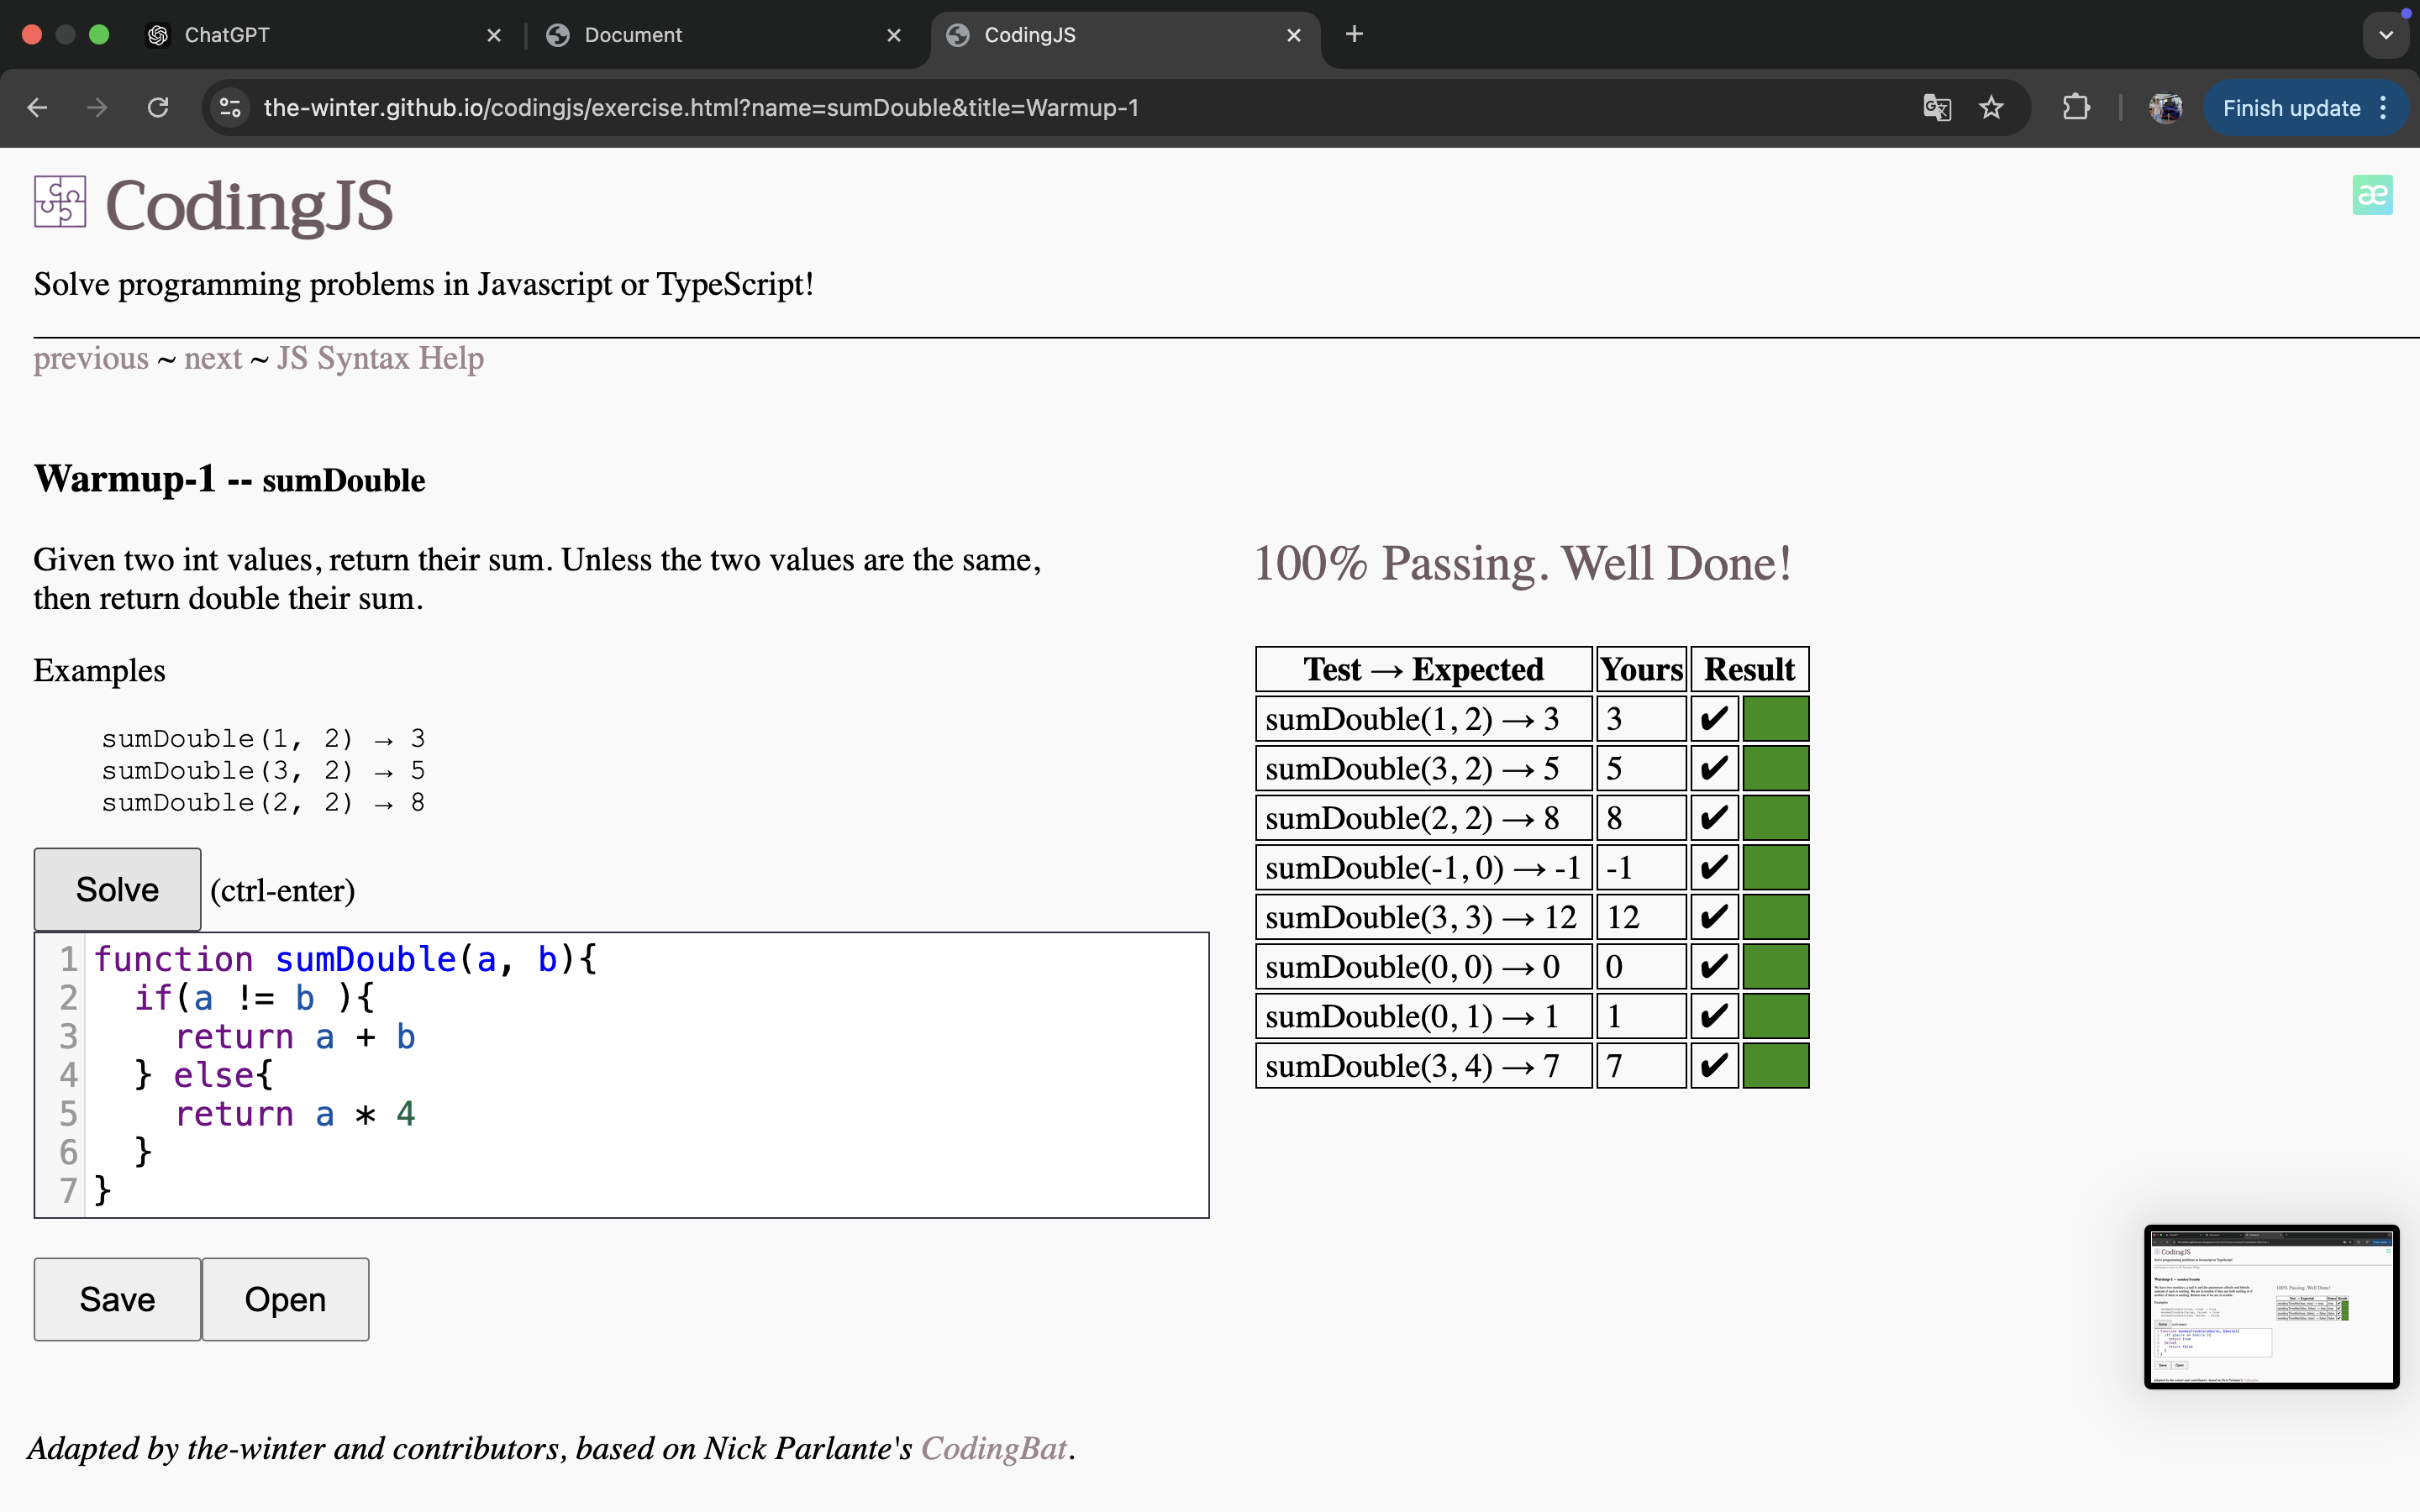 ChatGPT
Document
CodingJS
the-winter.github.io/codingjs/exercise.html?name=sumDouble&title=Warmup-1
Finish update
CodingJS
æ
Solve programming problems in Javascript or TypeScript!
previous ~ next ~ JS Syntax Help
Warmup-1 -- sumDouble
Given two int values, return their sum. Unless the two values are the same,
then return double their sum.
Examples
sumDouble(1, 2) → 3
sumDouble(3, 2) → 5
sumDouble(2, 2) → 8
Solve (ctrl-enter)
1 function sumDouble(a, b){
2   if(a != b ){
3     return a + b
4   } else{
5     return a * 4
6   }
7 }
Save Open
100% Passing. Well Done!
Test → Expected Yours Result
sumDouble(1, 2) → 3 3 ✔
sumDouble(3, 2) → 5 5 ✔
sumDouble(2, 2) → 8 8 ✔
sumDouble(-1, 0) → -1 -1 ✔
sumDouble(3, 3) → 12 12 ✔
sumDouble(0, 0) → 0 0 ✔
sumDouble(0, 1) → 1 1 ✔
sumDouble(3, 4) → 7 7 ✔
CodingJS
100% Passing. Well Done!
Adapted by the-winter and contributors, based on Nick Parlante's CodingBat.